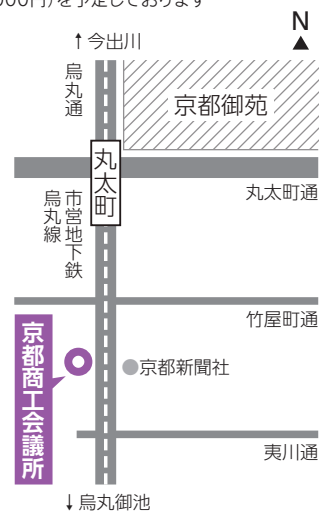 000円)を予定しております
N
↑今出川
烏丸通
京都御苑
丸太町
丸太町通
市営地下鉄
烏丸線
竹屋町通
京都商工会議所
京都新聞社
夷川通
↓烏丸御池